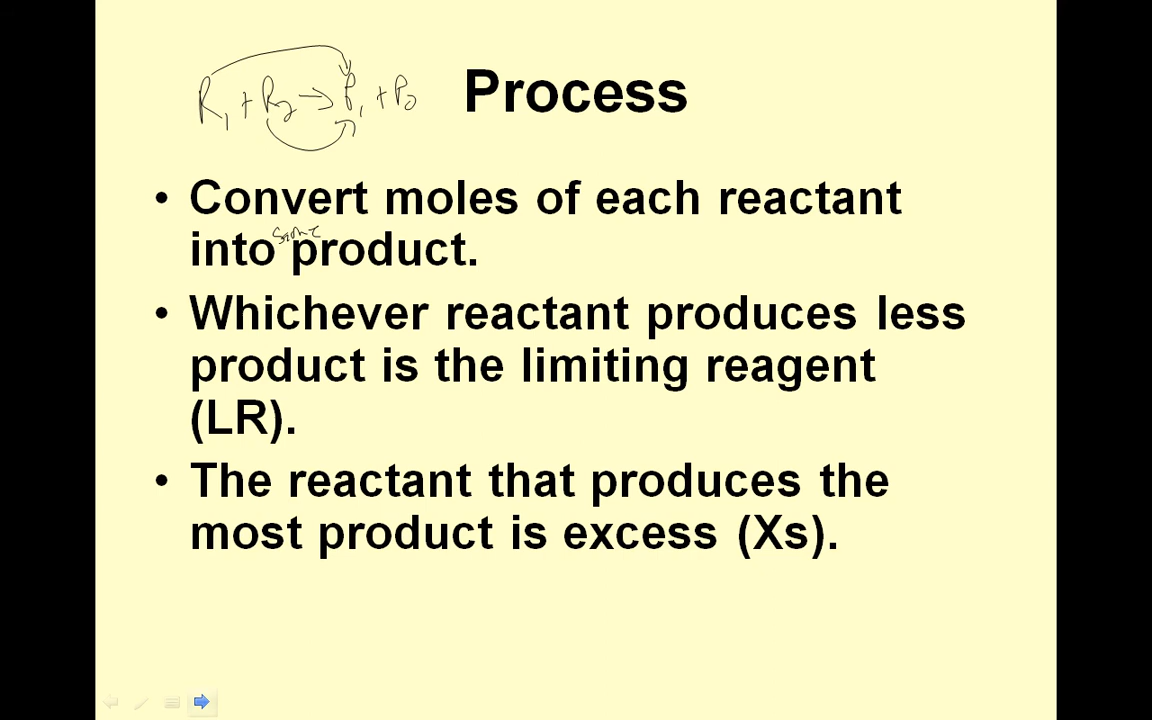 R1 + R2 → P1 + P2
Process
• Convert moles of each reactant
same
into product.
• Whichever reactant produces less
product is the limiting reagent
(LR).
• The reactant that produces the
most product is excess (Xs).